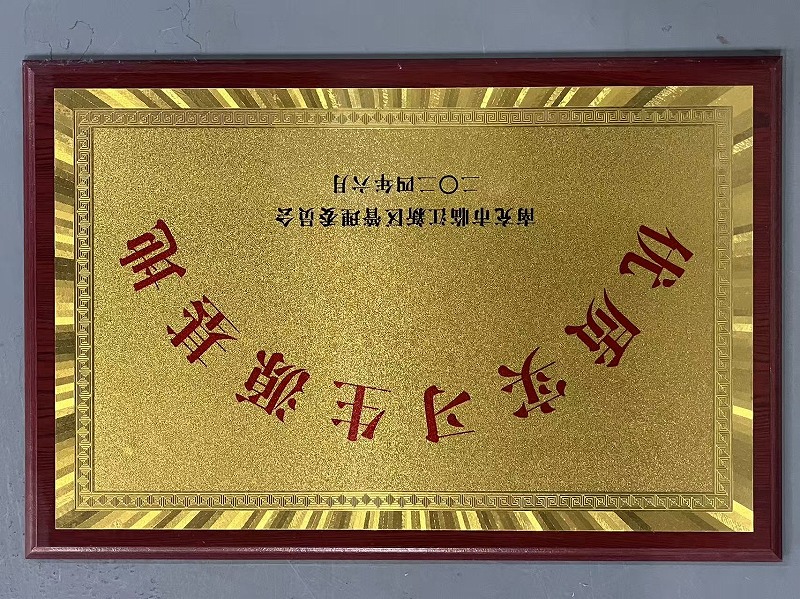 优质实习生源基地
南充市临江新区管理委员会
二〇二四年六月